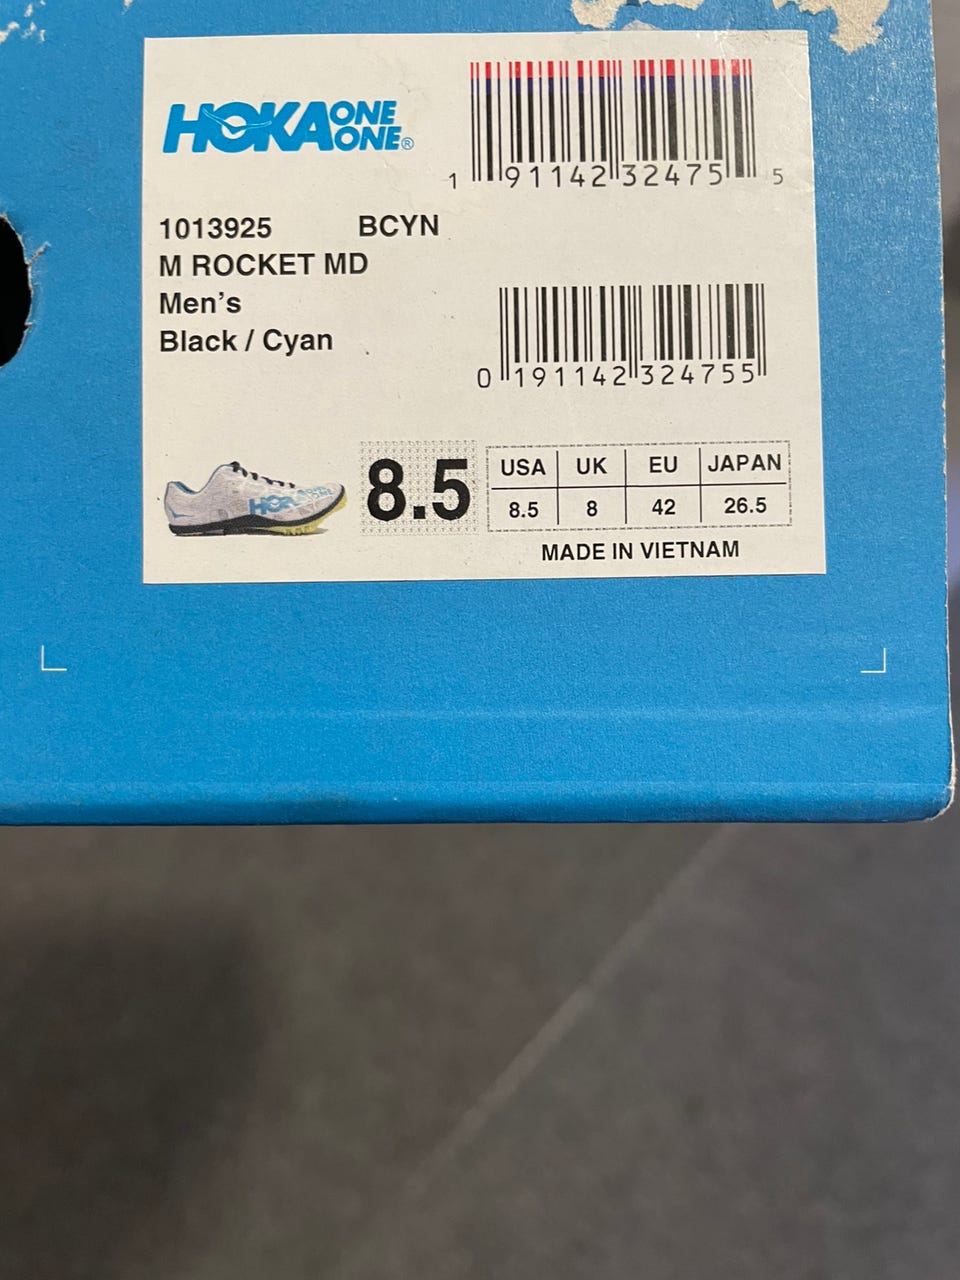 HOKA ONE ONE®
1 91142 32475 5
1013925 BCYN
M ROCKET MD
Men's
Black / Cyan
0 191142 324755
8.5
USA UK EU JAPAN
8.5 8 42 26.5
MADE IN VIETNAM